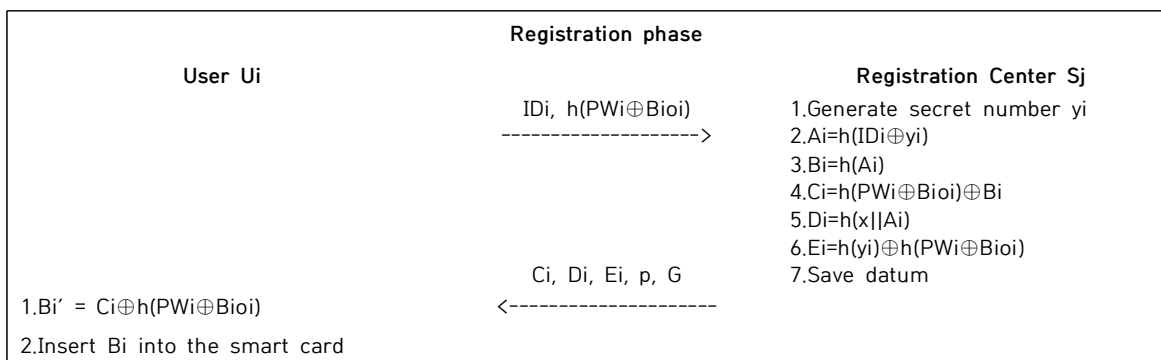 Registration phase
User Ui
Registration Center Sj
IDi, h(PWi⊕Bioi)
-------------------->
1.Generate secret number yi
2.Ai=h(IDi⊕yi)
3.Bi=h(Ai)
4.Ci=h(PWi⊕Bioi)⊕Bi
5.Di=h(x||Ai)
6.Ei=h(yi)⊕h(PWi⊕Bioi)
Ci, Di, Ei, p, G
7.Save datum
1.Bi′ = Ci⊕h(PWi⊕Bioi)
<---------------------
2.Insert Bi into the smart card